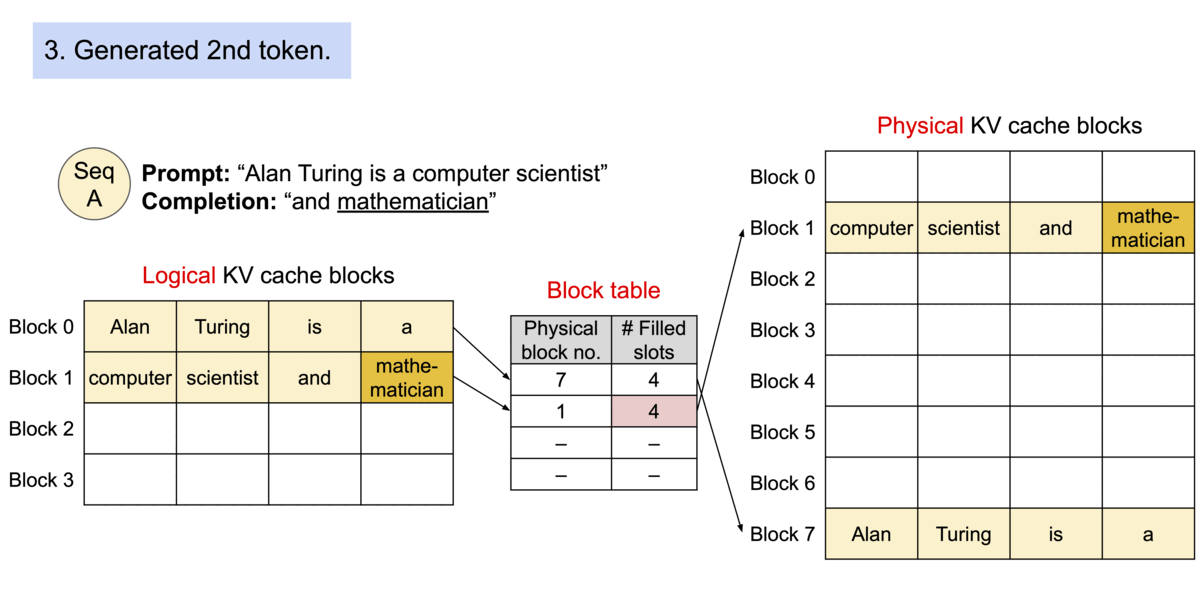 3. Generated 2nd token.
Seq
A
Prompt: “Alan Turing is a computer scientist”
Completion: “and mathematician”
Logical KV cache blocks
Block 0 Alan Turing is a
Block 1 computer scientist and mathe-
matician
Block 2
Block 3
Block table
Physical
block no. # Filled
slots
7 4
1 4
– –
– –
Physical KV cache blocks
Block 0
Block 1 computer scientist and mathe-
matician
Block 2
Block 3
Block 4
Block 5
Block 6
Block 7 Alan Turing is a